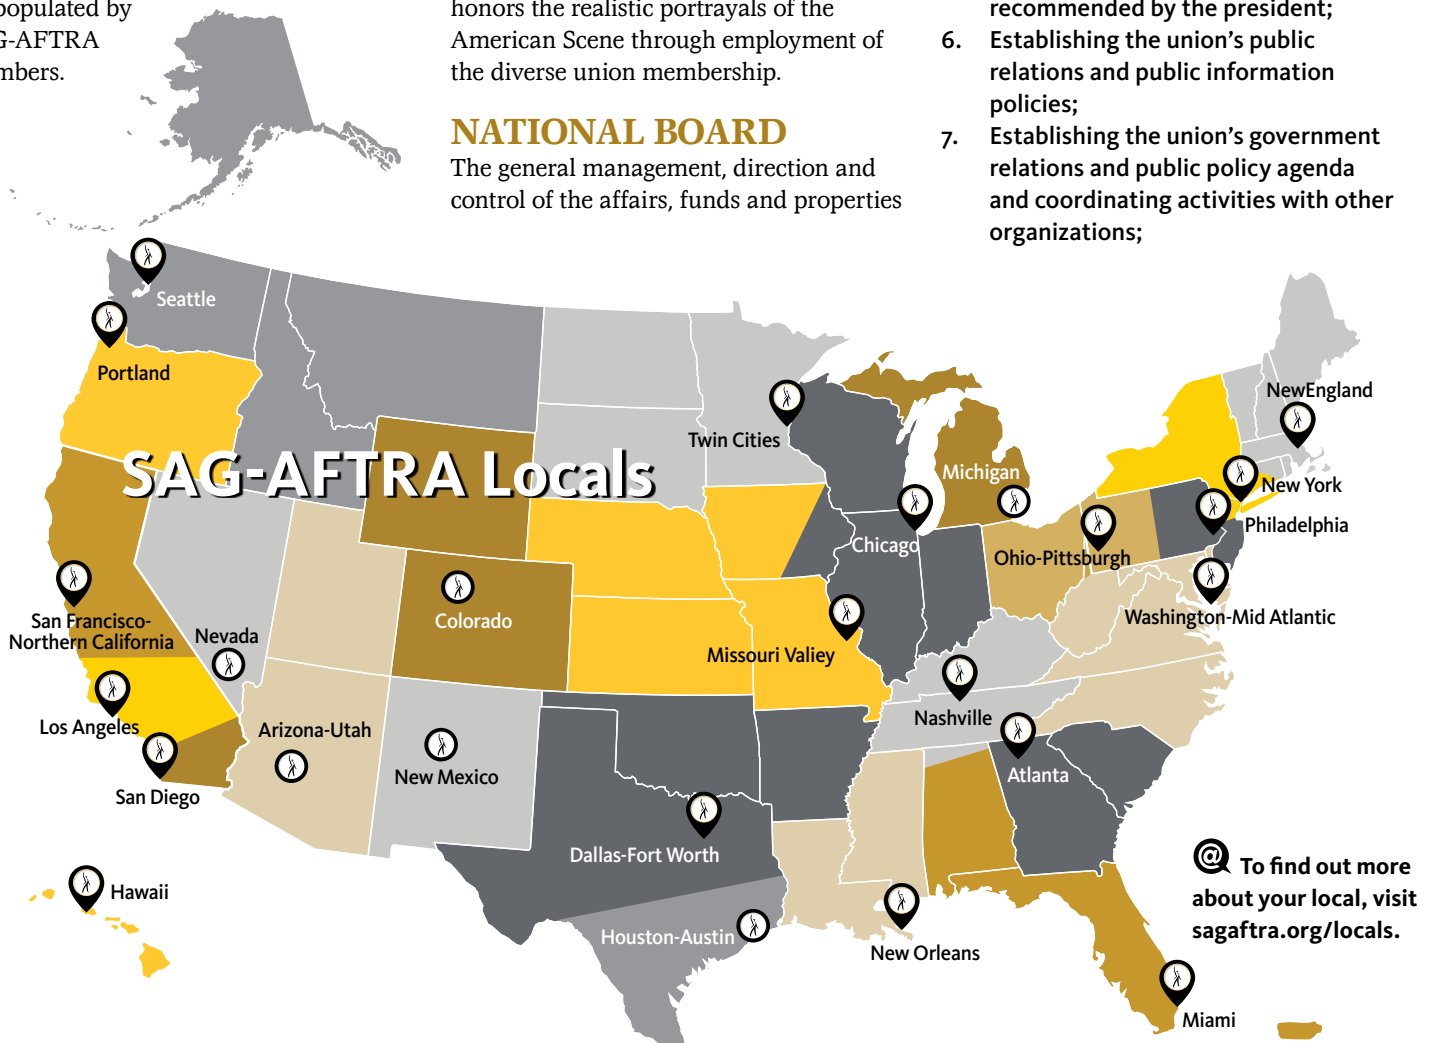 populated by
G-AFTRA
mbers.
honors the realistic portrayals of the
American Scene through employment of
the diverse union membership.
NATIONAL BOARD
The general management, direction and
control of the affairs, funds and properties
recommended by the president;
6. Establishing the union's public
relations and public information
policies;
7. Establishing the union's government
relations and public policy agenda
and coordinating activities with other
organizations;
SAG-AFTRA Locals
Seattle
Portland
Twin Cities
Michigan
NewEngland
New York
Philadelphia
Chicago
Ohio-Pittsburgh
Washington-Mid Atlantic
San Francisco-
Northern California
Nevada
Colorado
Missouri Valiey
Los Angeles
Arizona-Utah
Nashville
San Diego
New Mexico
Atlanta
Dallas-Fort Worth
Hawaii
Houston-Austin
New Orleans
Miami
@ To find out more
about your local, visit
sagaftra.org/locals.